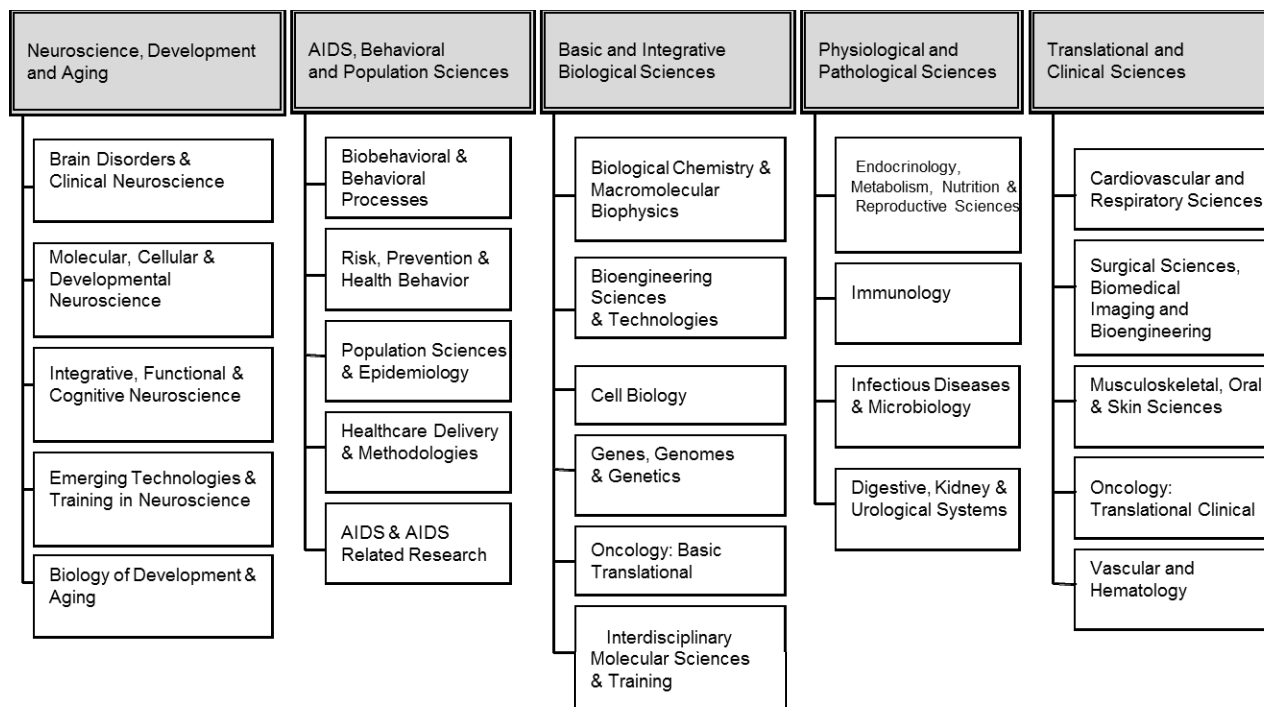 Neuroscience, Development
and Aging
Brain Disorders &
Clinical Neuroscience
Molecular, Cellular &
Developmental
Neuroscience
Integrative, Functional &
Cognitive Neuroscience
Emerging Technologies &
Training in Neuroscience
Biology of Development &
Aging
AIDS, Behavioral
and Population Sciences
Biobehavioral &
Behavioral
Processes
Risk, Prevention &
Health Behavior
Population Sciences
& Epidemiology
Healthcare Delivery
& Methodologies
AIDS & AIDS
Related Research
Basic and Integrative
Biological Sciences
Biological Chemistry &
Macromolecular
Biophysics
Bioengineering
Sciences
& Technologies
Cell Biology
Genes, Genomes
& Genetics
Oncology: Basic
Translational
Interdisciplinary
Molecular Sciences
& Training
Physiological and
Pathological Sciences
Endocrinology,
Metabolism, Nutrition &
Reproductive Sciences
Immunology
Infectious Diseases
& Microbiology
Digestive, Kidney &
Urological Systems
Translational and
Clinical Sciences
Cardiovascular and
Respiratory Sciences
Surgical Sciences,
Biomedical
Imaging and
Bioengineering
Musculoskeletal, Oral
& Skin Sciences
Oncology:
Translational Clinical
Vascular and
Hematology